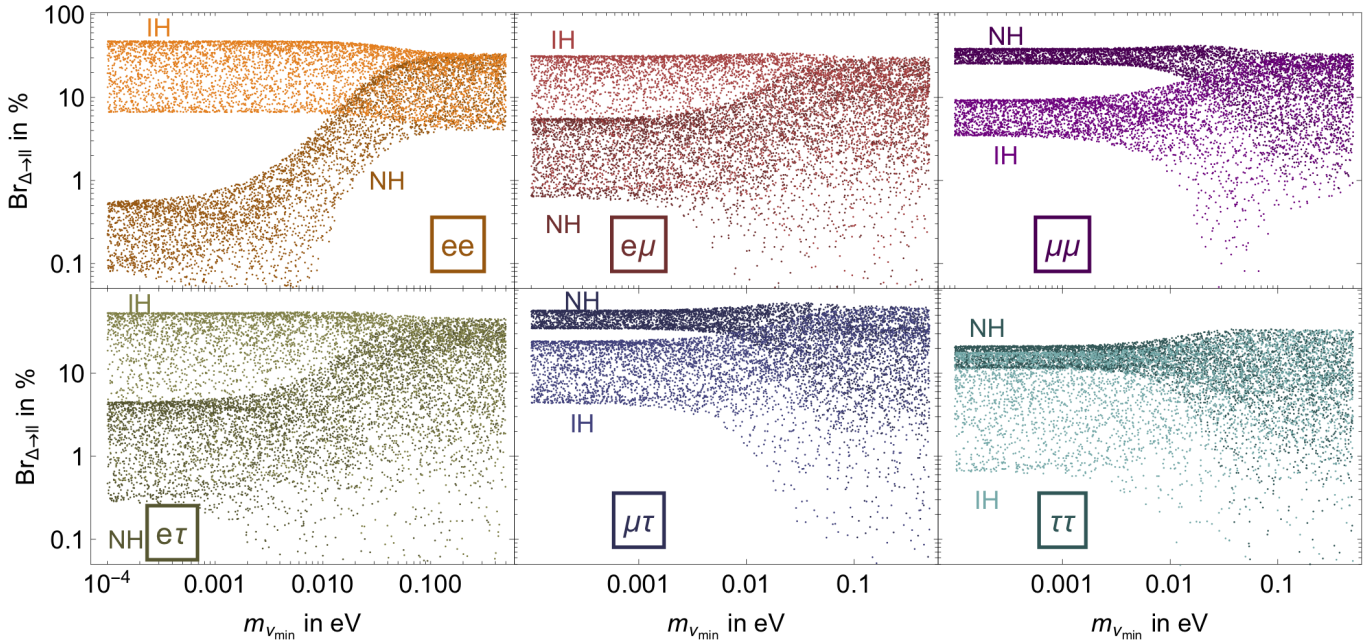 100
10
1
0.1
Br_{Δ→ll} in %
IH
NH
ee
IH
NH
eμ
NH
IH
μμ
10
1
0.1
Br_{Δ→ll} in %
IH
NH
eτ
NH
IH
μτ
NH
IH
ττ
10⁻⁴ 0.001 0.010 0.100
0.001 0.01 0.1
0.001 0.01 0.1
m_{ν_{min}} in eV
m_{ν_{min}} in eV
m_{ν_{min}} in eV